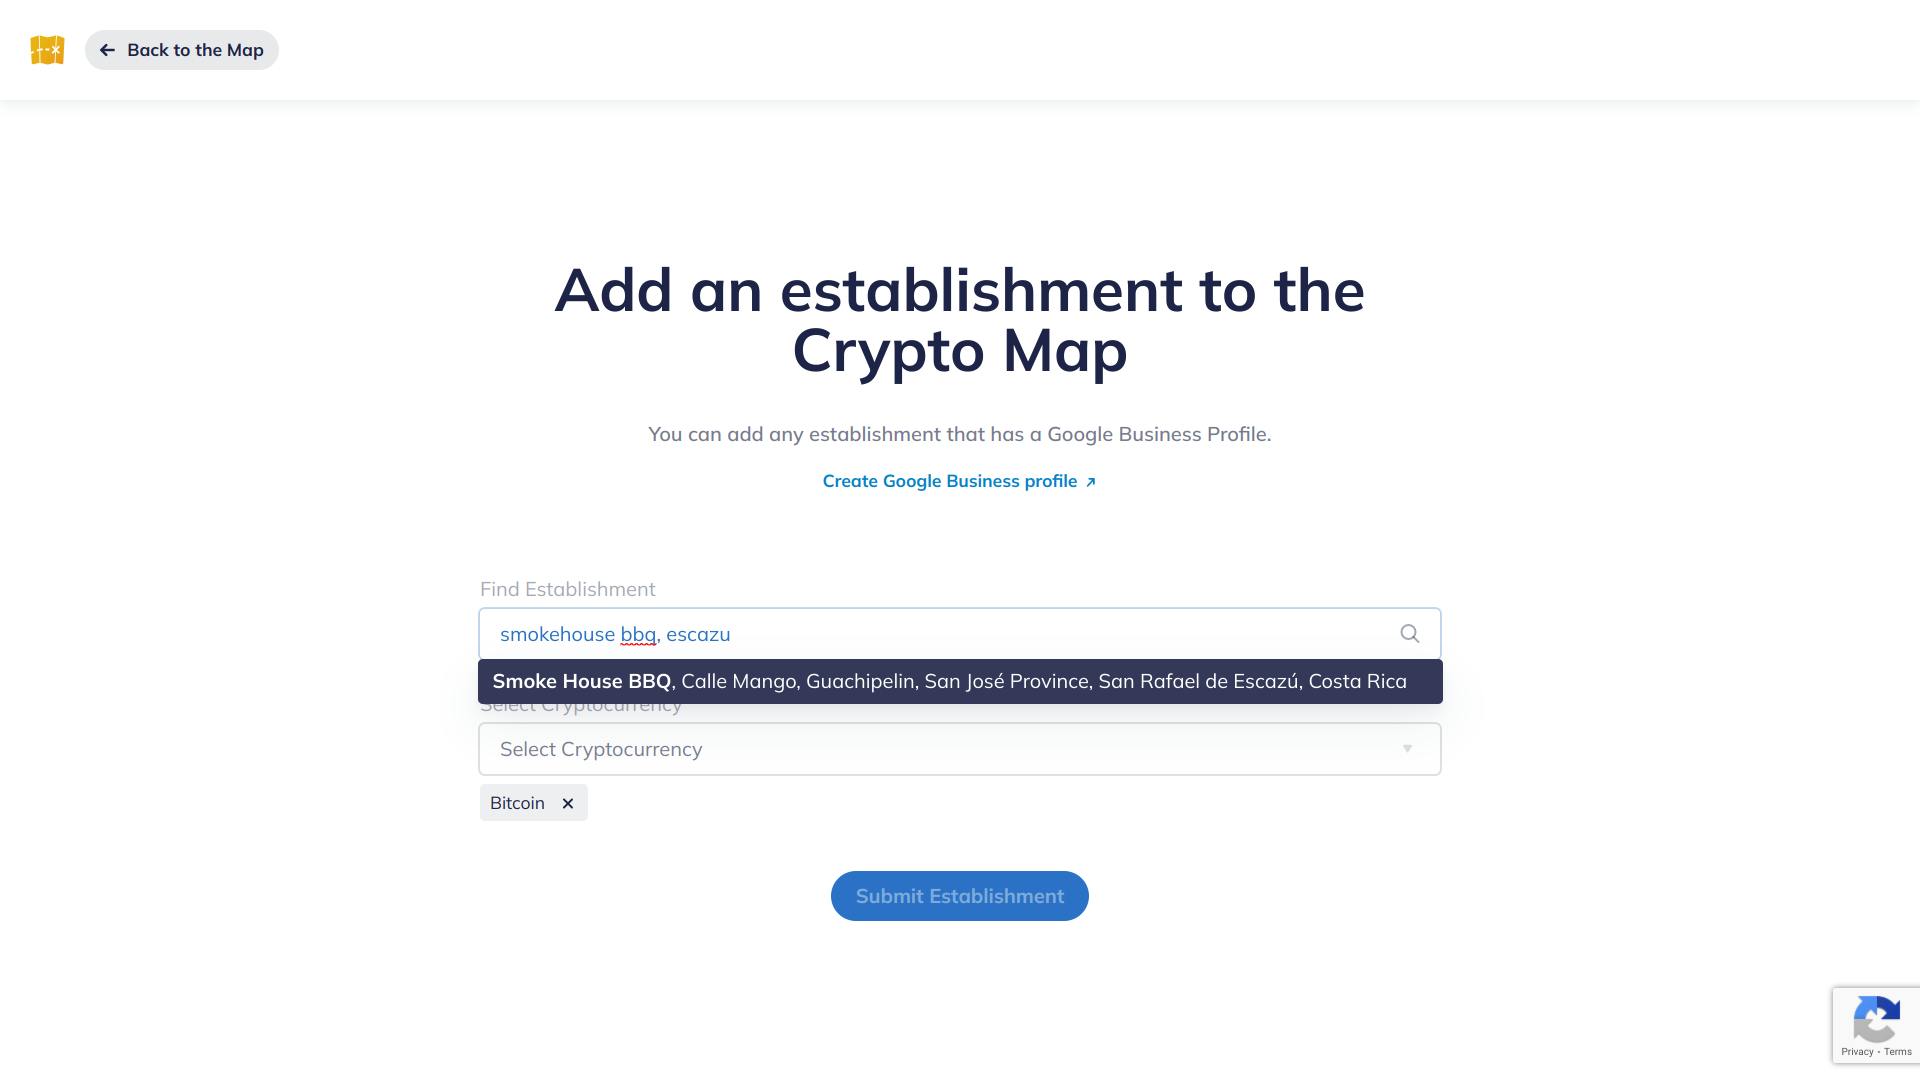 Back to the Map
Add an establishment to the
Crypto Map
You can add any establishment that has a Google Business Profile.
Create Google Business profile
Find Establishment
smokehouse bbq, escazu
Smoke House BBQ, Calle Mango, Guachipelin, San José Province, San Rafael de Escazú, Costa Rica
Select Cryptocurrency
Select Cryptocurrency
Bitcoin
Submit Establishment
Privacy - Terms